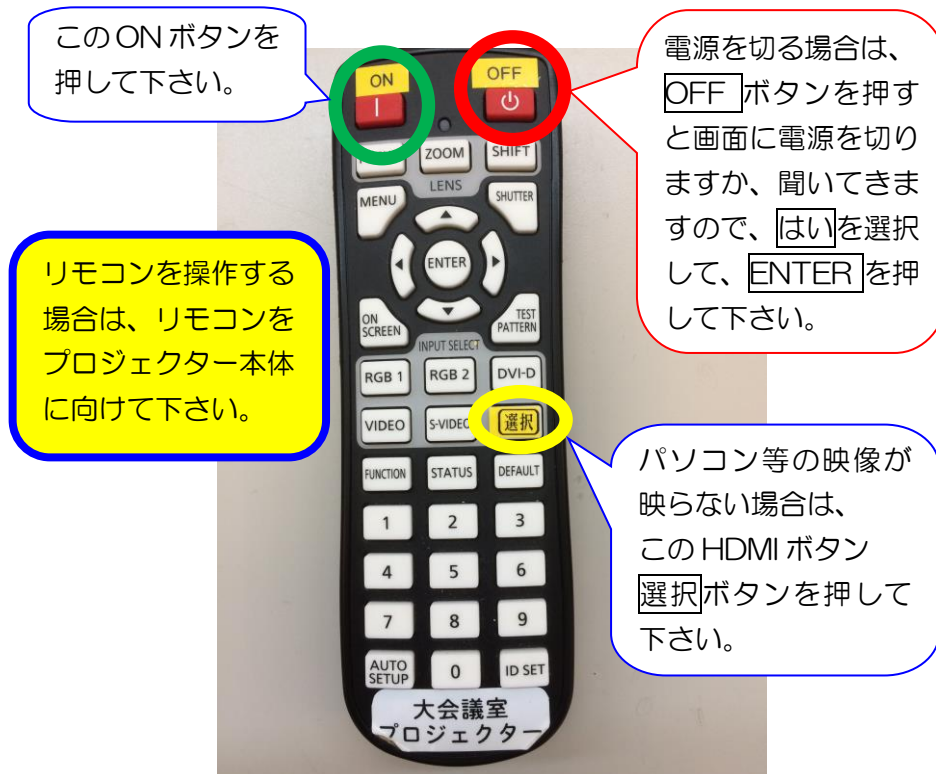 このONボタンを
押して下さい。
電源を切る場合は、
OFF ボタンを押す
と画面に電源を切り
ますか、聞いてきま
すので、はいを選択
して、ENTER を押
して下さい。
リモコンを操作する
場合は、リモコンを
プロジェクター本体
に向けて下さい。
パソコン等の映像が
映らない場合は、
このHDMIボタン
選択ボタンを押して
下さい。
ON OFF
ZOOM SHIFT
LENS
MENU SHUTTER
ENTER
ON
SCREEN
TEST
PATTERN
INPUT SELECT
RGB 1 RGB 2 DVI-D
VIDEO S-VIDEO 選択
FUNCTION STATUS DEFAULT
1 2 3
4 5 6
7 8 9
AUTO
SETUP
0 ID SET
大会議室
プロジェクター